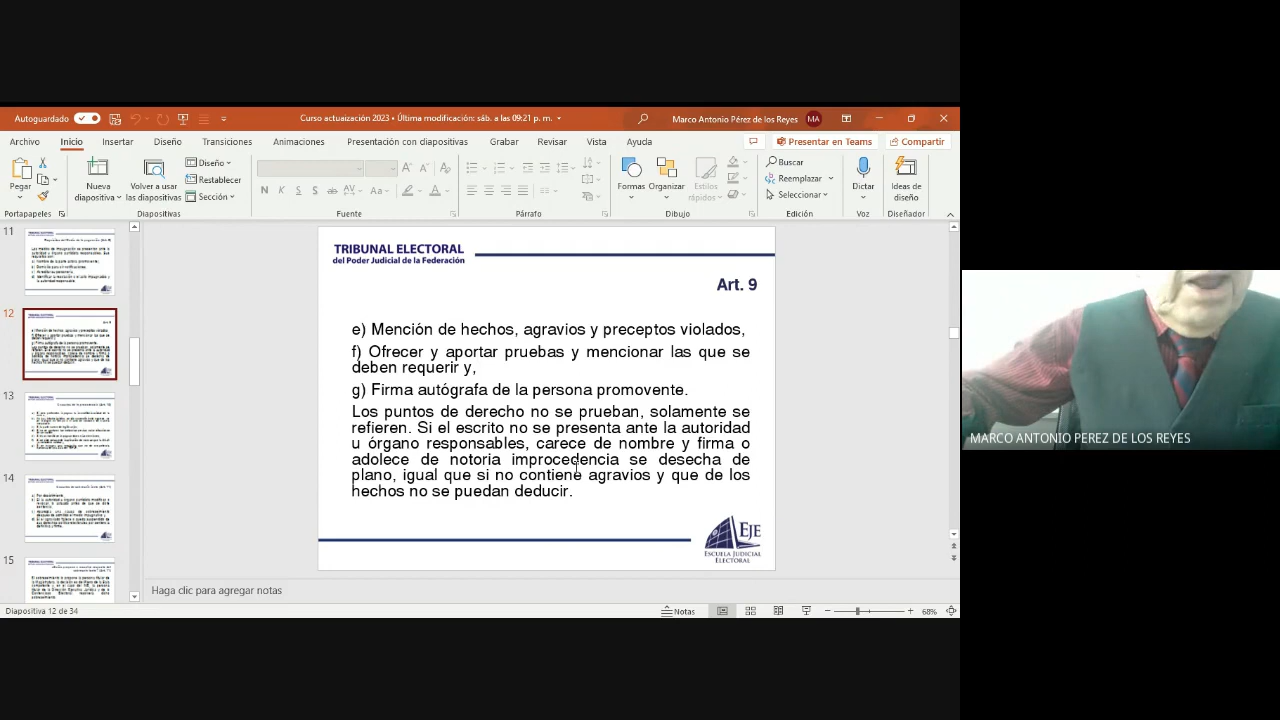 Autoguardado
Curso actuaización 2023 • Última modificación: sáb. a las 09:21 p. m.
Marco Antonio Pérez de los Reyes
MA
Archivo
Inicio
Insertar
Diseño
Transiciones
Animaciones
Presentación con diapositivas
Grabar
Revisar
Vista
Ayuda
Presentar en Teams
Compartir
Pegar
Nueva
diapositiva
Volver a usar
las diapositivas
Diseño
Restablecer
Sección
N K S S ab AV Aa A
Formas
Organizar
Estilos
rápidos
Buscar
Reemplazar
Seleccionar
Dictar
Ideas de
diseño
Portapapeles
Diapositivas
Fuente
Párrafo
Dibujo
Edición
Voz
Diseñador
11
12
13
14
15
TRIBUNAL ELECTORAL
del Poder Judicial de la Federación
Art. 9
e) Mención de hechos, agravios y preceptos violados,
f) Ofrecer y aportar pruebas y mencionar las que se
deben requerir y,
g) Firma autógrafa de la persona promovente.
Los puntos de derecho no se prueban, solamente se
refieren. Si el escrito no se presenta ante la autoridad
u órgano responsables, carece de nombre y firma o
adolece de notoria improcedencia se desecha de
plano, igual que si no contiene agravios y que de los
hechos no se puedan deducir.
EJE
ESCUELA JUDICIAL
ELECTORAL
Haga clic para agregar notas
Diapositiva 12 de 34
Notas
68%
MARCO ANTONIO PEREZ DE LOS REYES